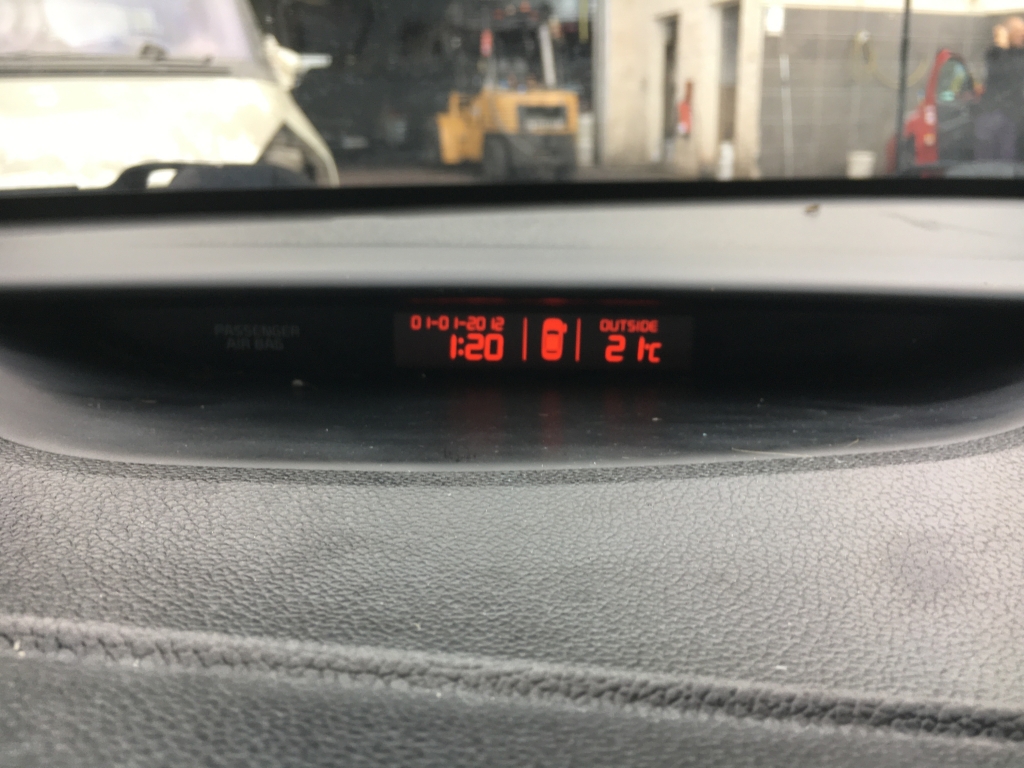 PASSENGER
AIR BAG
01-01-2012
1:20
OUTSIDE
21°C